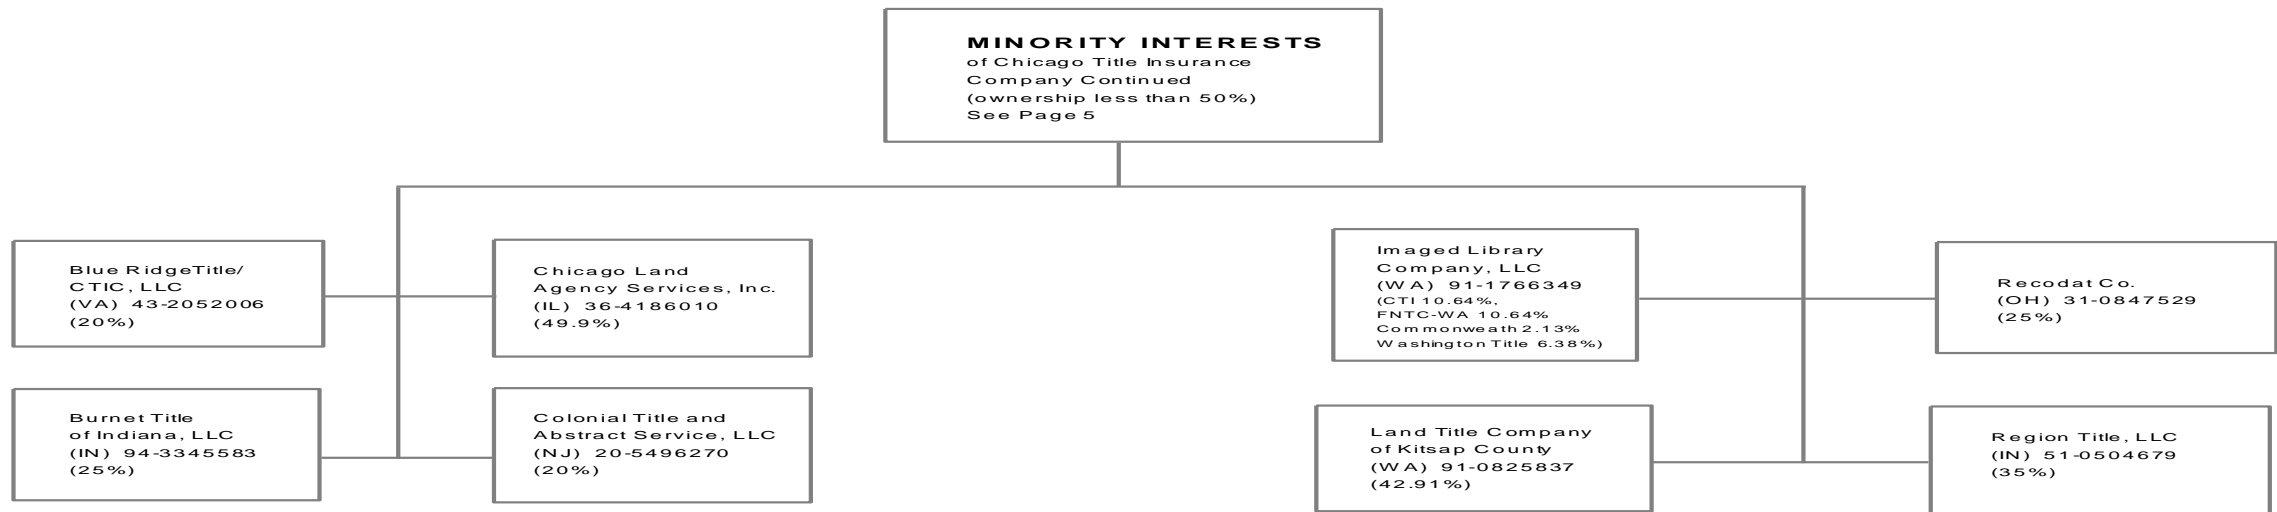 MINORITY INTERESTS
of Chicago Title Insurance
Company Continued
(ownership less than 50%)
See Page 5
Blue RidgeTitle/
CTIC, LLC
(VA) 43-2052006
(20%)
Chicago Land
Agency Services, Inc.
(IL) 36-4186010
(49.9%)
Imaged Library
Company, LLC
(WA) 91-1766349
(CTI 10.64%,
FNTC-WA 10.64%
Commonweath 2.13%
Washington Title 6.38%)
Recodat Co.
(OH) 31-0847529
(25%)
Burnet Title
of Indiana, LLC
(IN) 94-3345583
(25%)
Colonial Title and
Abstract Service, LLC
(NJ) 20-5496270
(20%)
Land Title Company
of Kitsap County
(WA) 91-0825837
(42.91%)
Region Title, LLC
(IN) 51-0504679
(35%)